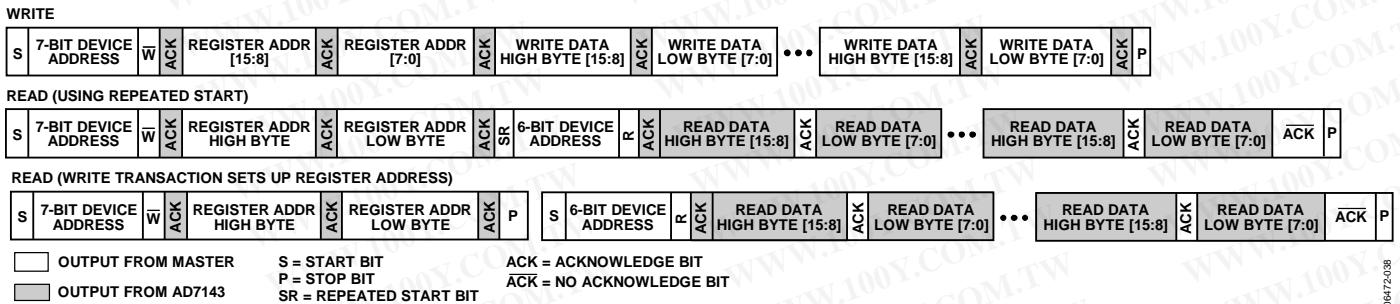 WRITE
S 7-BIT DEVICE ADDRESS W̅ ACK REGISTER ADDR [15:8] ACK REGISTER ADDR [7:0] ACK WRITE DATA HIGH BYTE [15:8] ACK WRITE DATA LOW BYTE [7:0] ••• WRITE DATA HIGH BYTE [15:8] ACK WRITE DATA LOW BYTE [7:0] ACK P
READ (USING REPEATED START)
S 7-BIT DEVICE ADDRESS W̅ ACK REGISTER ADDR HIGH BYTE ACK REGISTER ADDR LOW BYTE ACK SR 6-BIT DEVICE ADDRESS R ACK READ DATA HIGH BYTE [15:8] ACK READ DATA LOW BYTE [7:0] ••• READ DATA HIGH BYTE [15:8] ACK READ DATA LOW BYTE [7:0] A̅C̅K̅ P
READ (WRITE TRANSACTION SETS UP REGISTER ADDRESS)
S 7-BIT DEVICE ADDRESS W̅ ACK REGISTER ADDR HIGH BYTE ACK REGISTER ADDR LOW BYTE ACK P S 6-BIT DEVICE ADDRESS R ACK READ DATA HIGH BYTE [15:8] ACK READ DATA LOW BYTE [7:0] ••• READ DATA HIGH BYTE [15:8] ACK READ DATA LOW BYTE [7:0] A̅C̅K̅ P
OUTPUT FROM MASTER S = START BIT ACK = ACKNOWLEDGE BIT
P = STOP BIT A̅C̅K̅ = NO ACKNOWLEDGE BIT
OUTPUT FROM AD7143 SR = REPEATED START BIT
06472-038
WWW.100Y.COM.TW